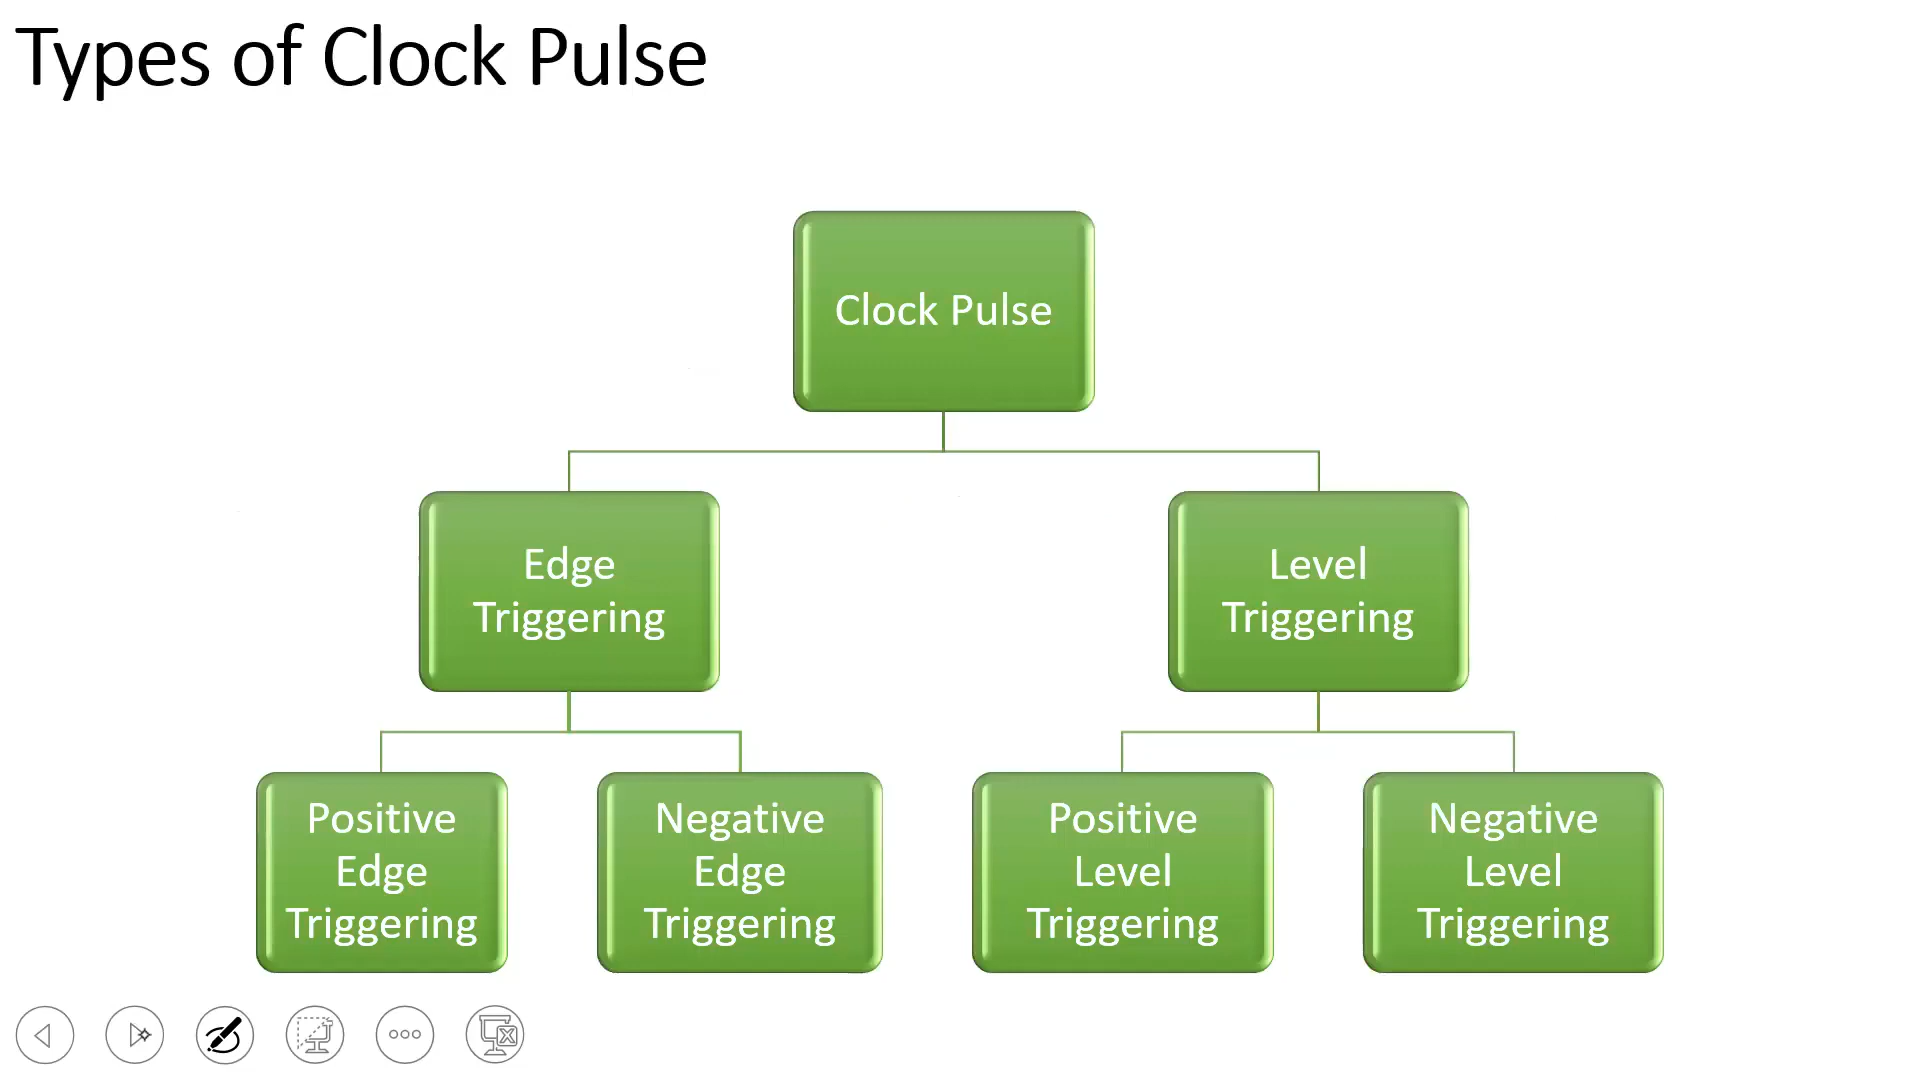 Types of Clock Pulse
Clock Pulse
Edge
Triggering
Level
Triggering
Positive
Edge
Triggering
Negative
Edge
Triggering
Positive
Level
Triggering
Negative
Level
Triggering